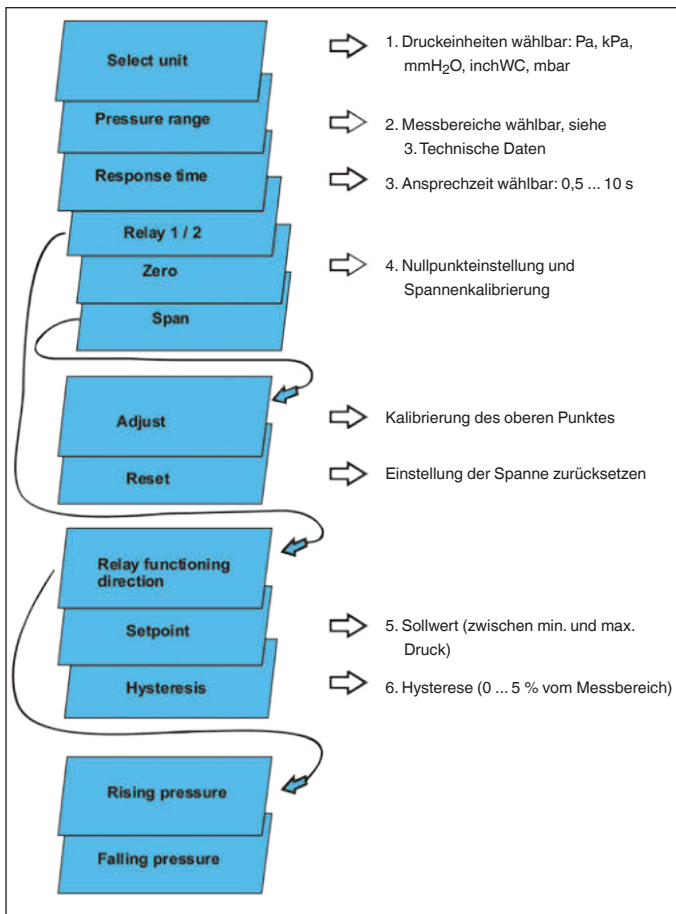 Select unit
1. Druckeinheiten wählbar: Pa, kPa,
mmH₂O, inchWC, mbar
Pressure range
2. Messbereiche wählbar, siehe
3. Technische Daten
Response time
3. Ansprechzeit wählbar: 0,5 ... 10 s
Relay 1 / 2
Zero
4. Nullpunkteinstellung und
Spannenkalibrierung
Span
Adjust
Kalibrierung des oberen Punktes
Reset
Einstellung der Spanne zurücksetzen
Relay functioning
direction
Setpoint
5. Sollwert (zwischen min. und max.
Druck)
Hysteresis
6. Hysterese (0 ... 5 % vom Messbereich)
Rising pressure
Falling pressure